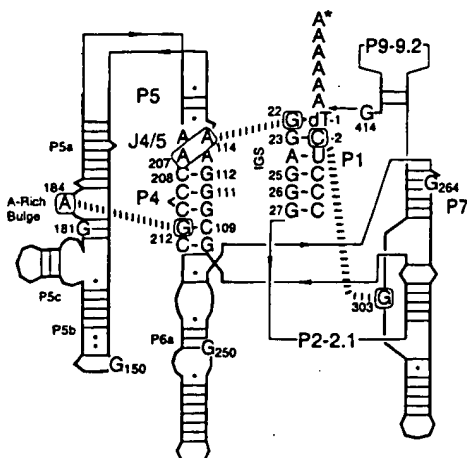 A*
A
A
A
A
A
P9-9.2
P5
22 G-dT-1
G 414
J4/5
A A 114
23 G C -2
P5a
207 A A
IGS
A U
P1
208 C G 112
25 G C
G 264
184
A
P4
C G 111
26 G C
P7
A-Rich Bulge
C G
27 G C
181 G
212 G C 109
C G
303 G
P5c
P5b
P6a
G 250
P2-2.1
G 150